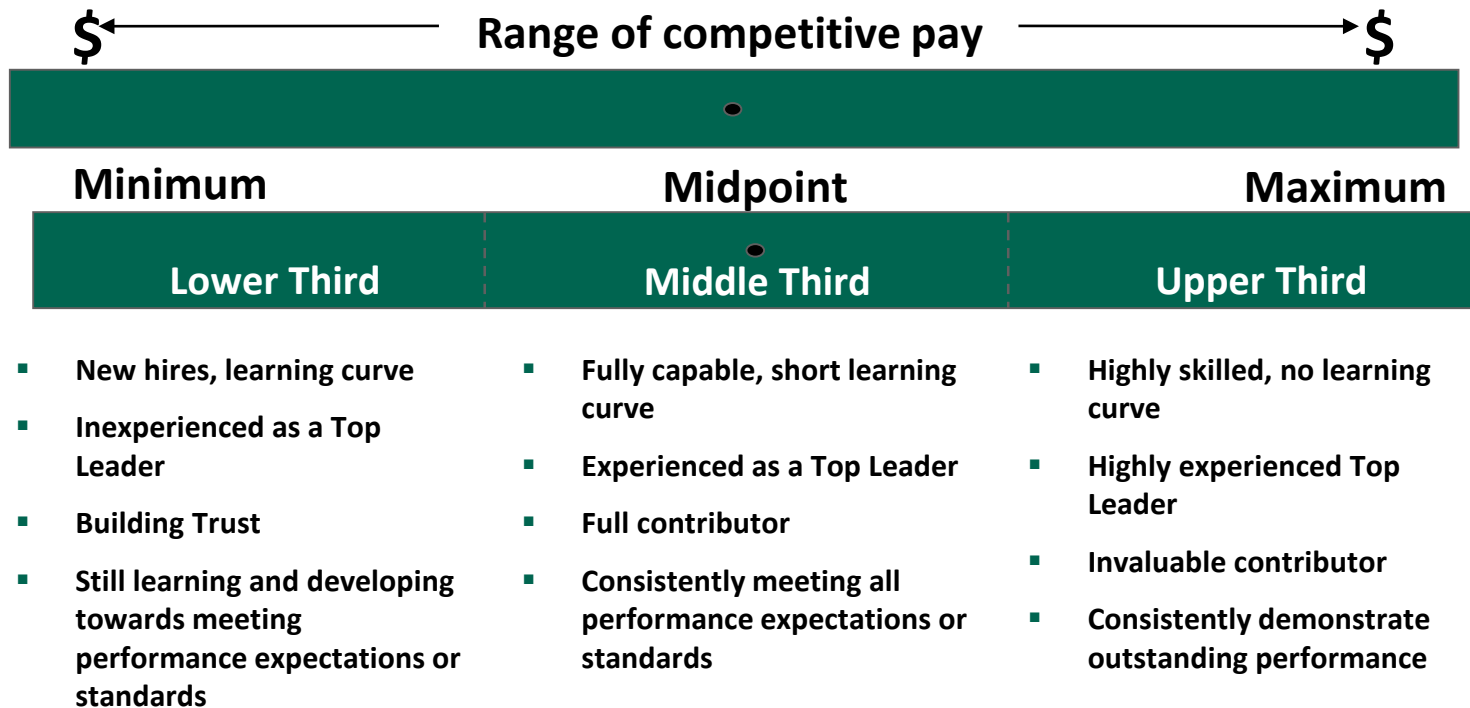 $ Range of competitive pay $
Minimum Midpoint Maximum
Lower Third Middle Third Upper Third
▪ New hires, learning curve
▪ Inexperienced as a Top
Leader
▪ Building Trust
▪ Still learning and developing
towards meeting
performance expectations or
standards
▪ Fully capable, short learning
curve
▪ Experienced as a Top Leader
▪ Full contributor
▪ Consistently meeting all
performance expectations or
standards
▪ Highly skilled, no learning
curve
▪ Highly experienced Top
Leader
▪ Invaluable contributor
▪ Consistently demonstrate
outstanding performance